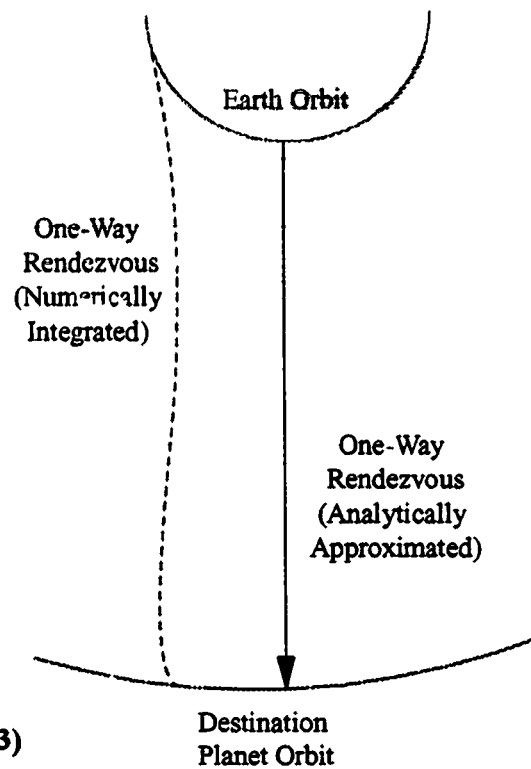 Earth Orbit
One-Way
Rendezvous
(Numerically
Integrated)
One-Way
Rendezvous
(Analytically
Approximated)
Destination
Planet Orbit
3)